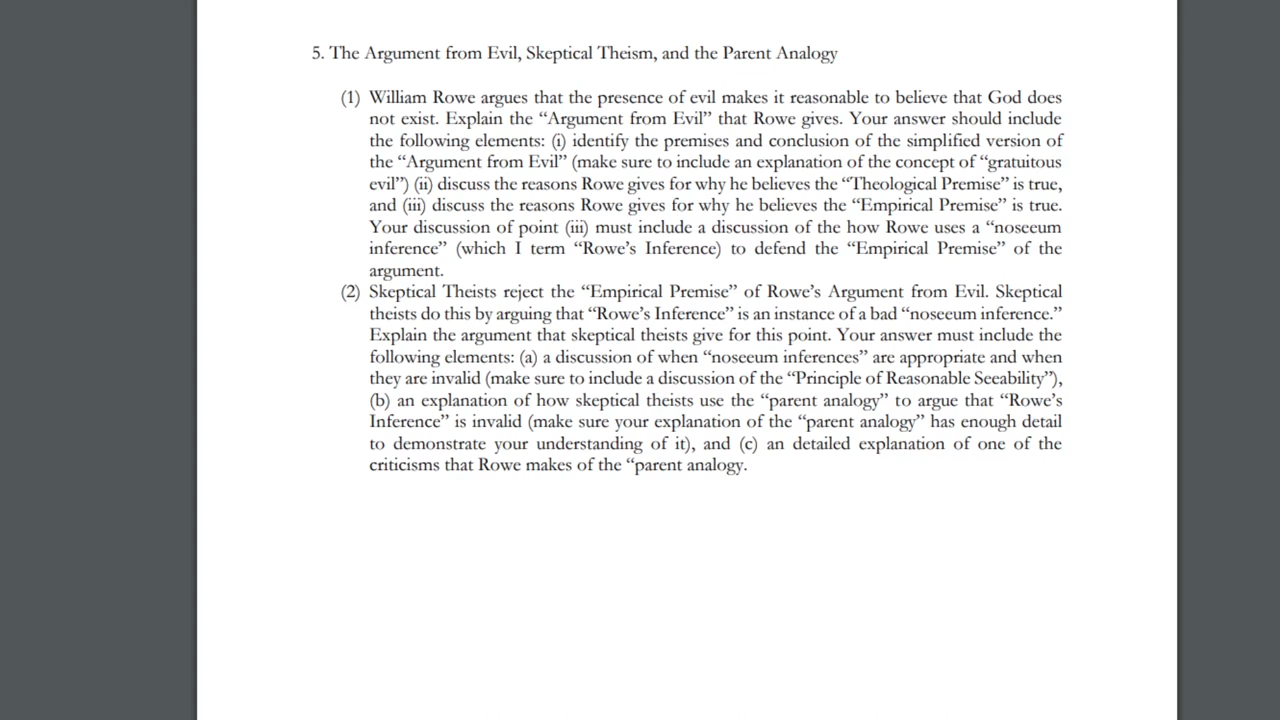 5. The Argument from Evil, Skeptical Theism, and the Parent Analogy
(1) William Rowe argues that the presence of evil makes it reasonable to believe that God does
not exist. Explain the “Argument from Evil” that Rowe gives. Your answer should include
the following elements: (i) identify the premises and conclusion of the simplified version of
the “Argument from Evil” (make sure to include an explanation of the concept of “gratuitous
evil”) (ii) discuss the reasons Rowe gives for why he believes the “Theological Premise” is true,
and (iii) discuss the reasons Rowe gives for why he believes the “Empirical Premise” is true.
Your discussion of point (iii) must include a discussion of the how Rowe uses a “noseeum
inference” (which I term “Rowe’s Inference) to defend the “Empirical Premise” of the
argument.
(2) Skeptical Theists reject the “Empirical Premise” of Rowe’s Argument from Evil. Skeptical
theists do this by arguing that “Rowe’s Inference” is an instance of a bad “noseeum inference.”
Explain the argument that skeptical theists give for this point. Your answer must include the
following elements: (a) a discussion of when “noseeum inferences” are appropriate and when
they are invalid (make sure to include a discussion of the “Principle of Reasonable Seeability”),
(b) an explanation of how skeptical theists use the “parent analogy” to argue that “Rowe’s
Inference” is invalid (make sure your explanation of the “parent analogy” has enough detail
to demonstrate your understanding of it), and (c) an detailed explanation of one of the
criticisms that Rowe makes of the “parent analogy.